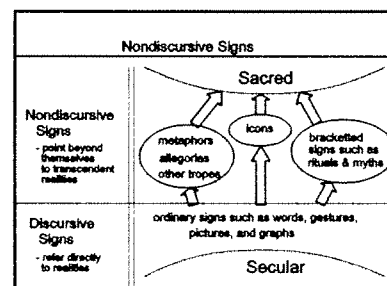 Nondiscursive Signs
Sacred
Nondiscursive
Signs
- point beyond
themselves
to transcendent
realities
metaphors
allegories
other tropes
icons
bracketted
signs such as
rituals & myths
Discursive
Signs
- refer directly
to realities
ordinary signs such as words, gestures,
pictures, and graphs
Secular